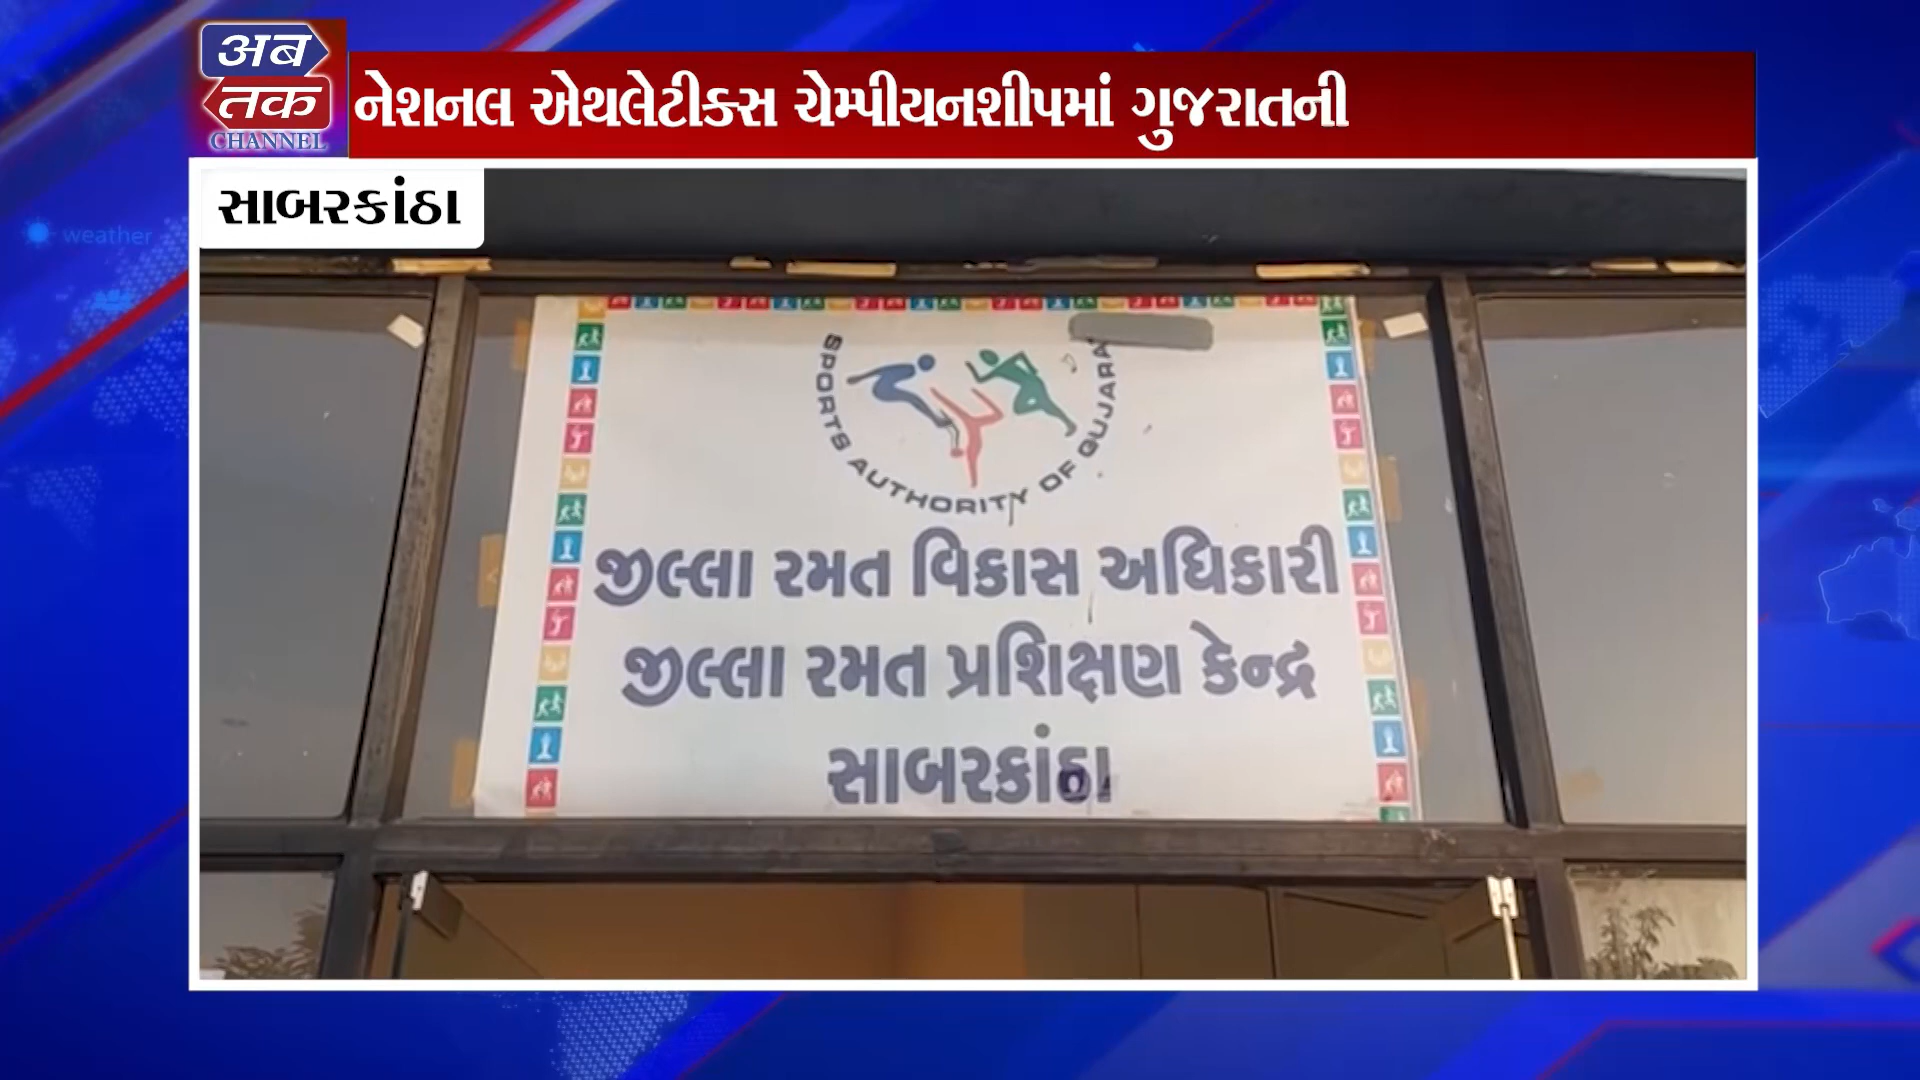 अब
तक
CHANNEL
નેશનલ એથલેટીક્સ ચેમ્પીયનશીપમાં ગુજરાતની
સાબરકાંઠા
weather
SPORTS AUTHORITY OF GUJARA
જીલ્લા રમત વિકાસ અધિકારી
જીલ્લા રમત પ્રશિક્ષણ કેન્દ્ર
સાબરકાંઠા